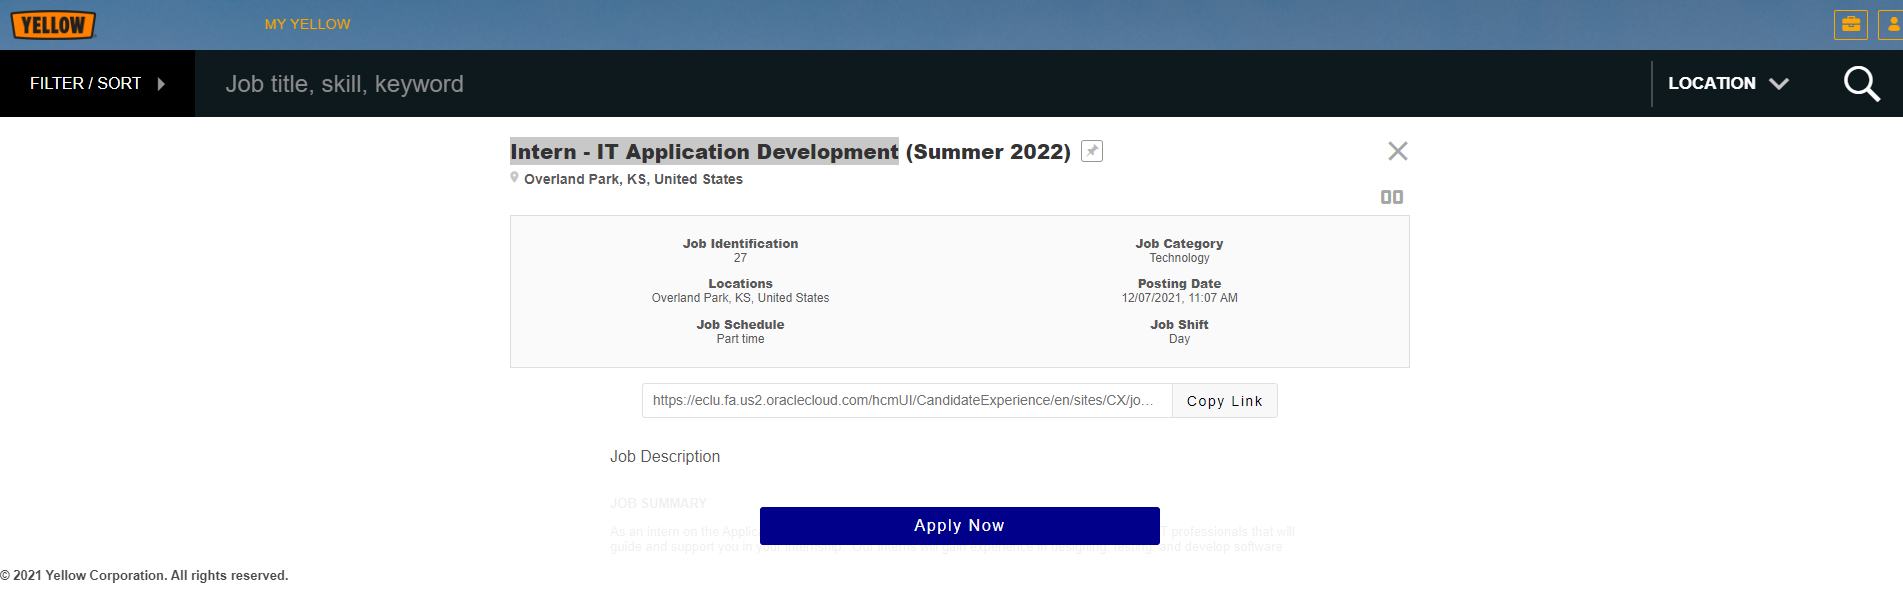 YELLOW
MY YELLOW
FILTER / SORT
Job title, skill, keyword
LOCATION
Intern - IT Application Development (Summer 2022)
Overland Park, KS, United States
Job Identification
27
Job Category
Technology
Locations
Overland Park, KS, United States
Posting Date
12/07/2021, 11:07 AM
Job Schedule
Part time
Job Shift
Day
https://eclu.fa.us2.oraclecloud.com/hcmUI/CandidateExperience/en/sites/CX/jo...
Copy Link
Job Description
JOB SUMMARY
As an intern on the Applic T professionals that will
Apply Now
guide and support you in your internship. Our interns will gain experience in designing, testing, and develop software
© 2021 Yellow Corporation. All rights reserved.